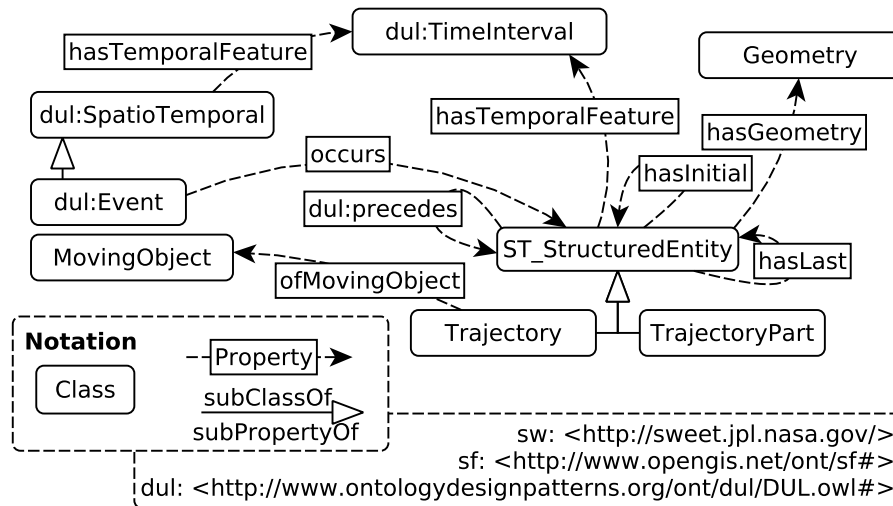 dul:TimeInterval
hasTemporalFeature
Geometry
dul:SpatioTemporal
hasTemporalFeature
hasGeometry
occurs
hasInitial
dul:Event
dul:precedes
MovingObject
ST_StructuredEntity
hasLast
ofMovingObject
Trajectory
TrajectoryPart
Notation
Property
Class
subClassOf
subPropertyOf
sw: <http://sweet.jpl.nasa.gov/>
sf: <http://www.opengis.net/ont/sf#>
dul: <http://www.ontologydesignpatterns.org/ont/dul/DUL.owl#>